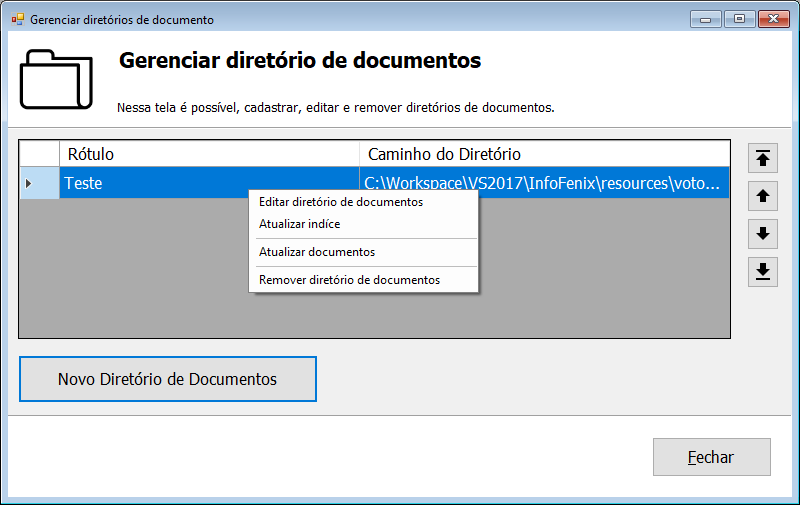 Gerenciar diretórios de documento
Gerenciar diretório de documentos
Nessa tela é possível, cadastrar, editar e remover diretórios de documentos.
Rótulo Caminho do Diretório
Teste C:\Workspace\VS2017\InfoFenix\resources\voto...
Editar diretório de documentos
Atualizar indíce
Atualizar documentos
Remover diretório de documentos
Novo Diretório de Documentos
Fechar